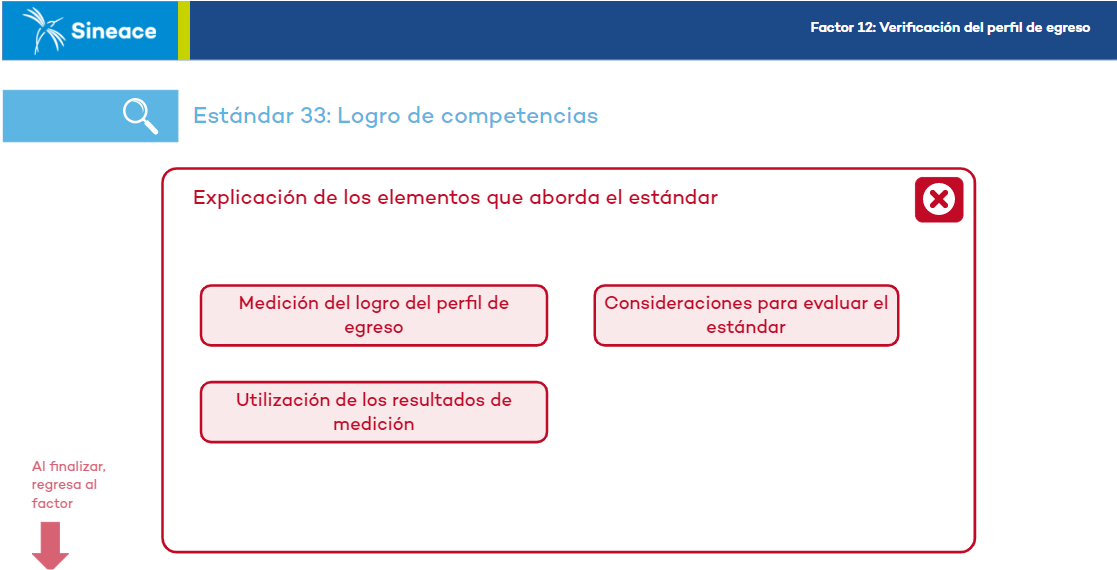 Sineace
Factor 12: Verificación del perfil de egreso
Estándar 33: Logro de competencias
Explicación de los elementos que aborda el estándar
Medición del logro del perfil de
egreso
Consideraciones para evaluar el
estándar
Utilización de los resultados de
medición
Al finalizar,
regresa al
factor